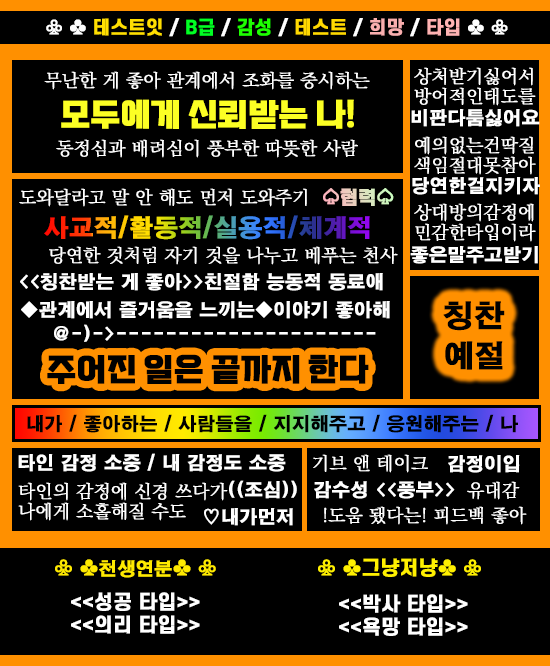 ♧ ♣ 테스트잇 / B급 / 감성 / 테스트 / 희망 / 타입 ♣ ♧
무난한 게 좋아 관계에서 조화를 중시하는
모두에게 신뢰받는 나!
동정심과 배려심이 풍부한 따뜻한 사람
상처받기싫어서
방어적인태도를
비판다툼싫어요
예의없는건딱질
색임절대못참아
당연한걸지키자
상대방의감정에
민감한타입이라
좋은말주고받기
도와달라고 말 안 해도 먼저 도와주기 ♤협력♤
사교적/활동적/실용적/체계적
당연한 것처럼 자기 것을 나누고 베푸는 천사
<<칭찬받는 게 좋아>>친절함 능동적 동료애
◆관계에서 즐거움을 느끼는◆이야기 좋아해
@-)->---------------------
주어진 일은 끝까지 한다
칭찬
예절
내가 / 좋아하는 / 사람들을 / 지지해주고 / 응원해주는 / 나
타인 감정 소중 / 내 감정도 소중
타인의 감정에 신경 쓰다가((조심))
나에게 소홀해질 수도 ♡내가먼저
기브 앤 테이크 감정이입
감수성 <<풍부>> 유대감
!도움 됐다는! 피드백 좋아
♧ ♣천생연분♣ ♧
<<성공 타입>>
<<의리 타입>>
♧ ♣그냥저냥♣ ♧
<<박사 타입>>
<<욕망 타입>>